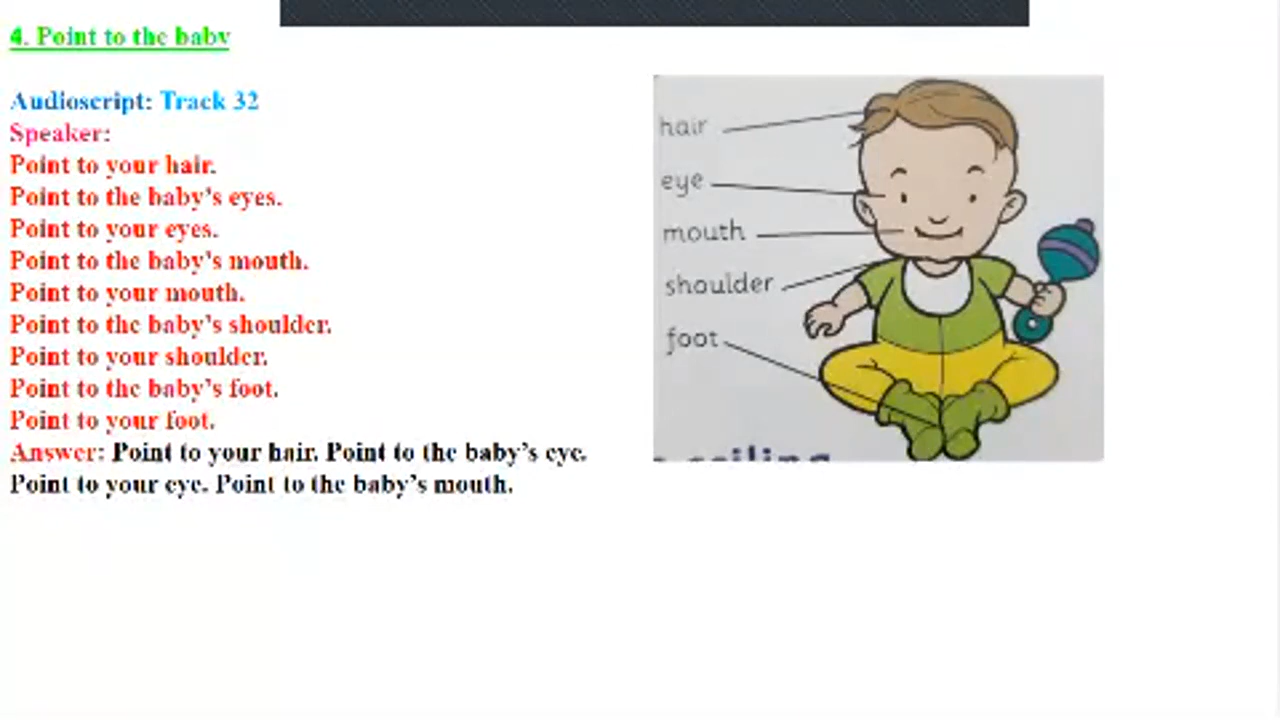 4. Point to the baby
Audioscript: Track 32
Speaker:
Point to your hair.
Point to the baby's eyes.
Point to your eyes.
Point to the baby's mouth.
Point to your mouth.
Point to the baby's shoulder.
Point to your shoulder.
Point to the baby's foot.
Point to your foot.
Answer: Point to your hair. Point to the baby's eye.
Point to your eye. Point to the baby's mouth.
hair
eye
mouth
shoulder
foot